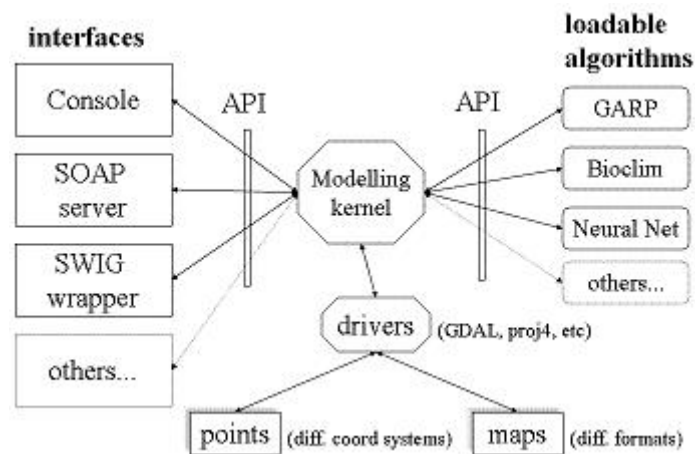 interfaces
Console
SOAP
server
SWIG
wrapper
others...
API
Modelling
kernel
API
loadable
algorithms
GARP
Bioclim
Neural Net
others...
drivers
(GDAL, proj4, etc)
points
(diff. coord systems)
maps
(diff. formats)